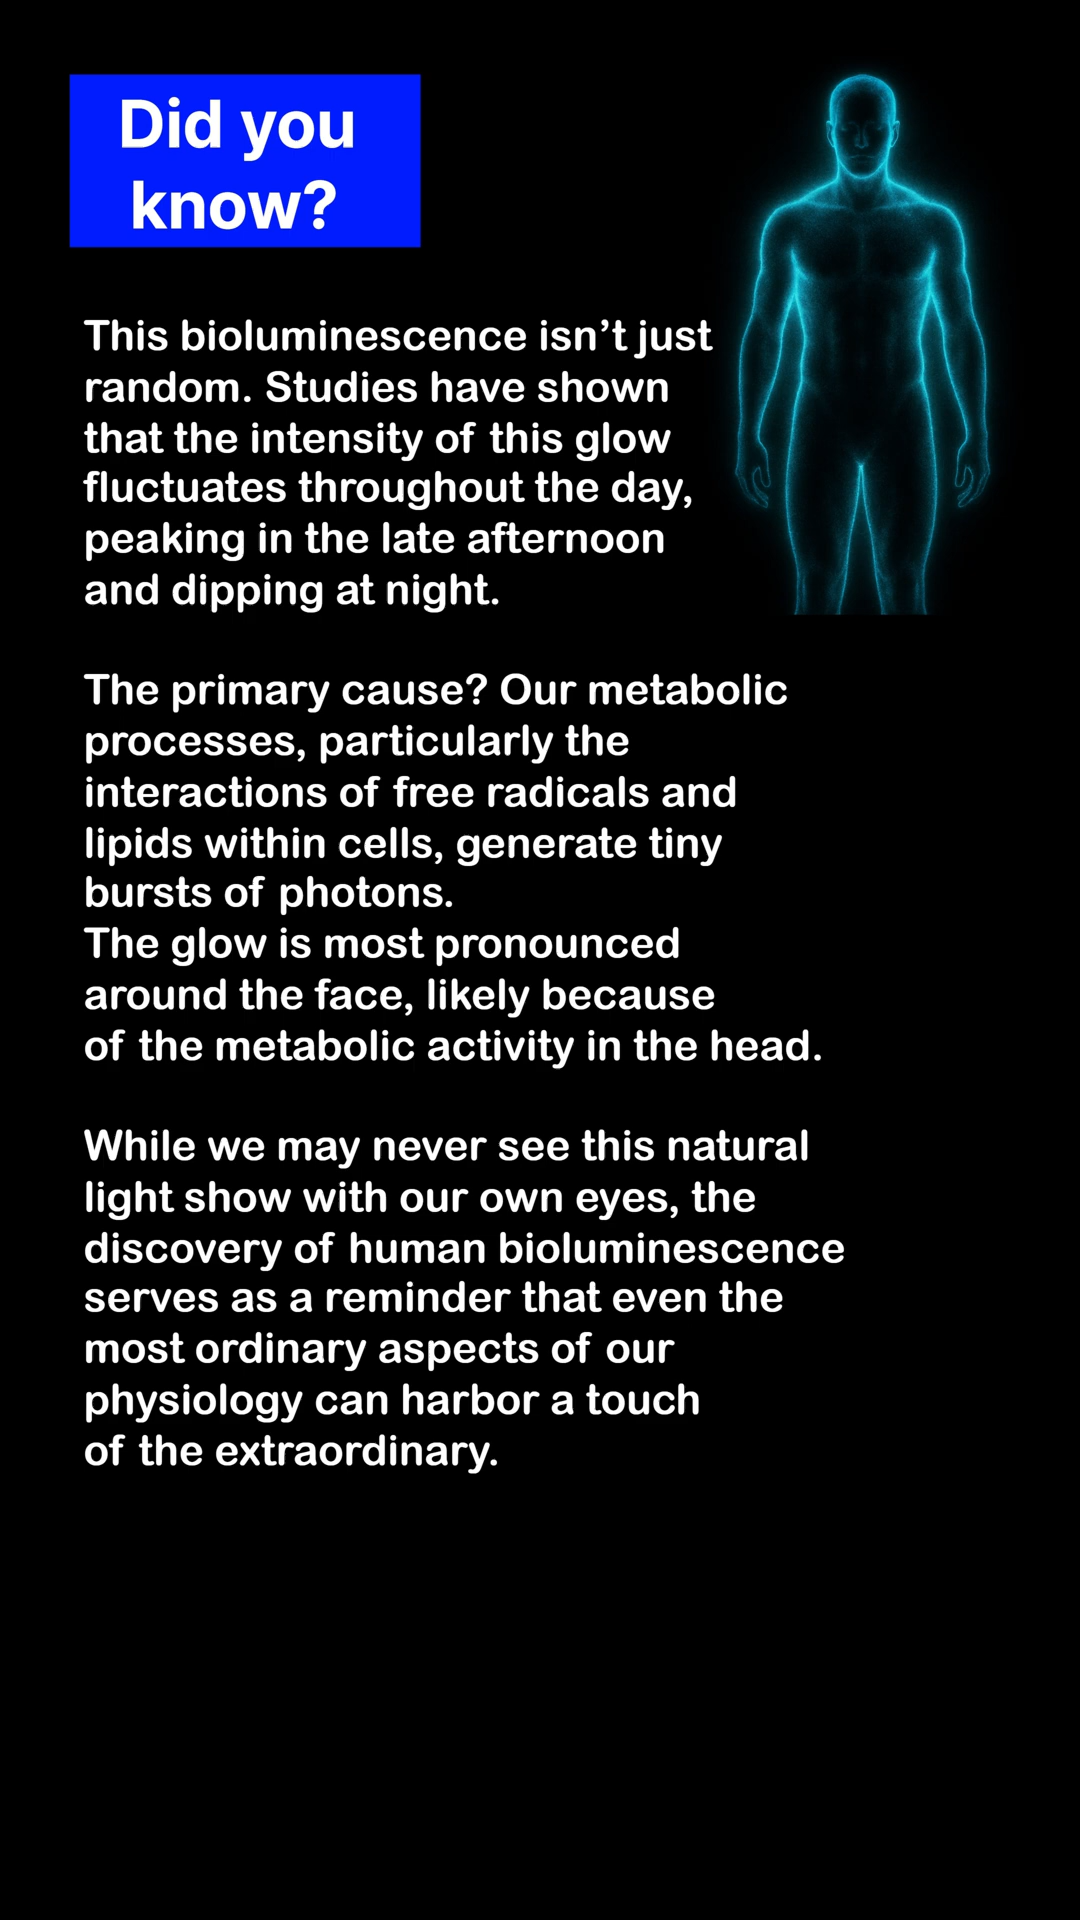 Did you
know?
This bioluminescence isn’t just
random. Studies have shown
that the intensity of this glow
fluctuates throughout the day,
peaking in the late afternoon
and dipping at night.
The primary cause? Our metabolic
processes, particularly the
interactions of free radicals and
lipids within cells, generate tiny
bursts of photons.
The glow is most pronounced
around the face, likely because
of the metabolic activity in the head.
While we may never see this natural
light show with our own eyes, the
discovery of human bioluminescence
serves as a reminder that even the
most ordinary aspects of our
physiology can harbor a touch
of the extraordinary.